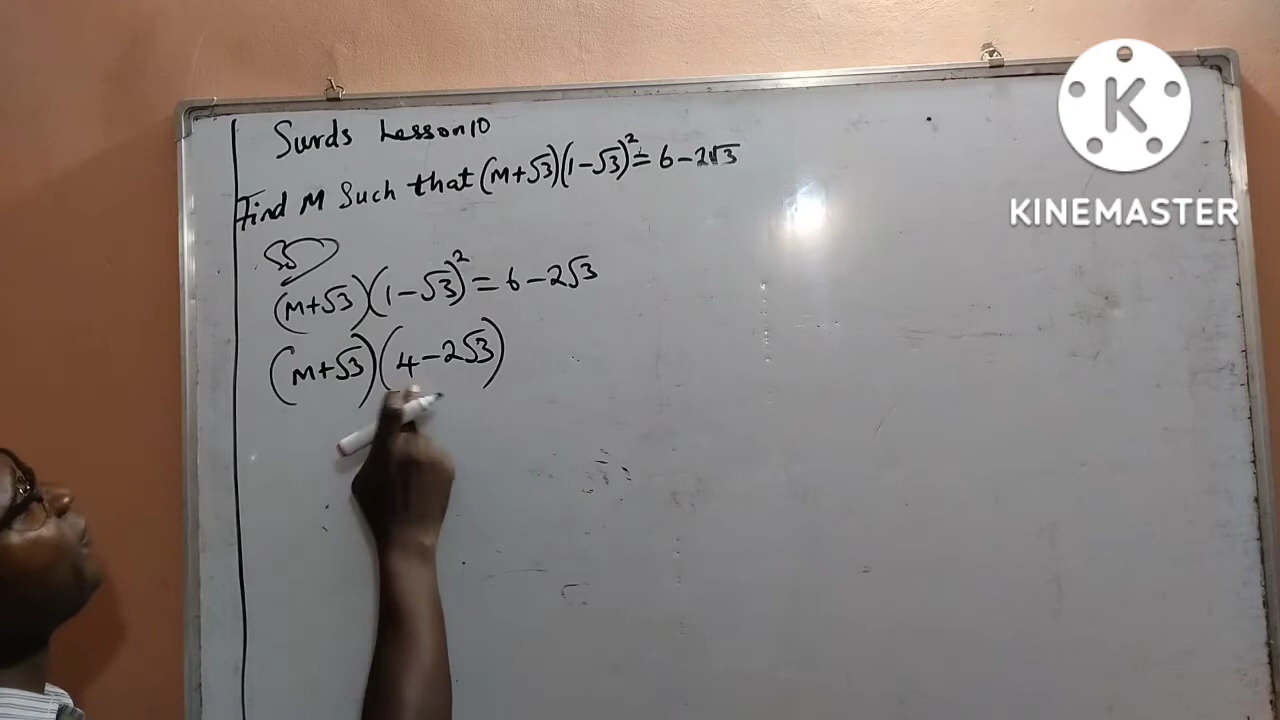 Surds Lesson 10
Find M Such that (M+√3)(1-√3)²= 6-2√3
(M+√3)(1-√3)²= 6-2√3
(M+√3)(4-2√3)
K
KINEMASTER